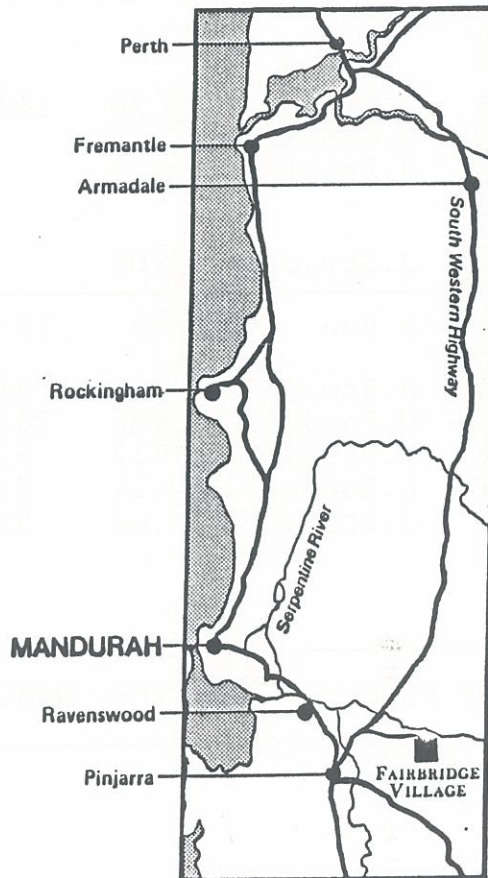 Perth
Fremantle
Armadale
South Western Highway
Rockingham
Serpentine River
MANDURAH
Ravenswood
Pinjarra
FAIRBRIDGE
VILLAGE